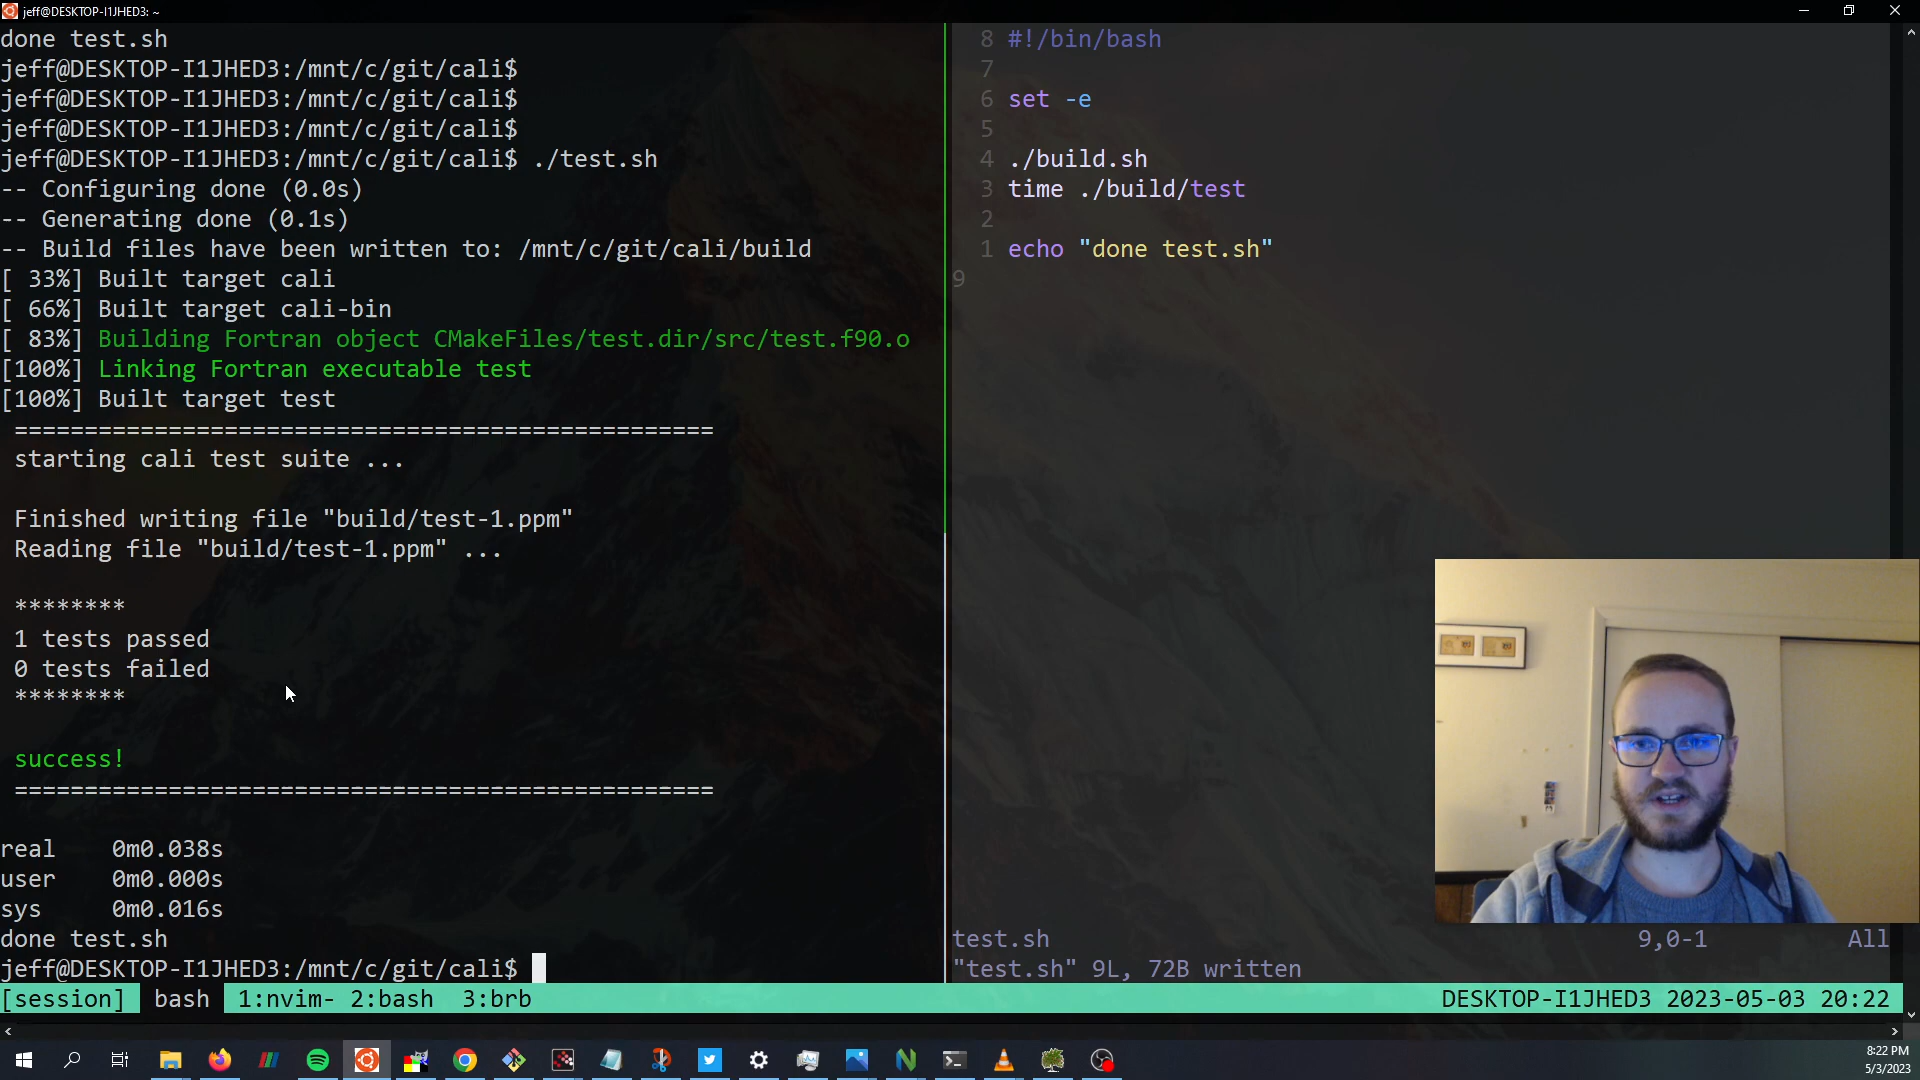 jeff@DESKTOP-I1JHED3: ~
done test.sh
jeff@DESKTOP-I1JHED3:/mnt/c/git/cali$
jeff@DESKTOP-I1JHED3:/mnt/c/git/cali$
jeff@DESKTOP-I1JHED3:/mnt/c/git/cali$
jeff@DESKTOP-I1JHED3:/mnt/c/git/cali$ ./test.sh
-- Configuring done (0.0s)
-- Generating done (0.1s)
-- Build files have been written to: /mnt/c/git/cali/build
[ 33%] Built target cali
[ 66%] Built target cali-bin
[ 83%] Building Fortran object CMakeFiles/test.dir/src/test.f90.o
[100%] Linking Fortran executable test
[100%] Built target test
==================================================
starting cali test suite ...
Finished writing file "build/test-1.ppm"
Reading file "build/test-1.ppm" ...
********
1 tests passed
0 tests failed
********
success!
==================================================
real 0m0.038s
user 0m0.000s
sys 0m0.016s
done test.sh
jeff@DESKTOP-I1JHED3:/mnt/c/git/cali$
8 #!/bin/bash
7
6 set -e
5
4 ./build.sh
3 time ./build/test
2
1 echo "done test.sh"
9
test.sh 9,0-1 All
"test.sh" 9L, 72B written
[session] bash 1:nvim- 2:bash 3:brb DESKTOP-I1JHED3 2023-05-03 20:22
8:22 PM
5/3/2023